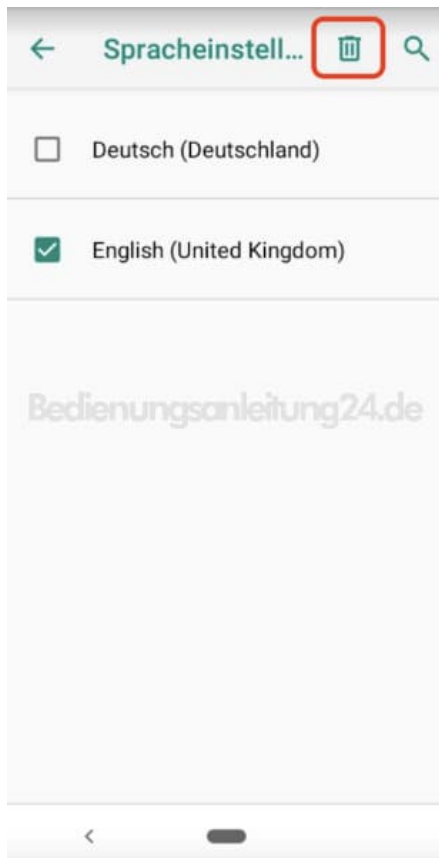 Spracheinstell...
Deutsch (Deutschland)
English (United Kingdom)
Bedienungsanleitung24.de